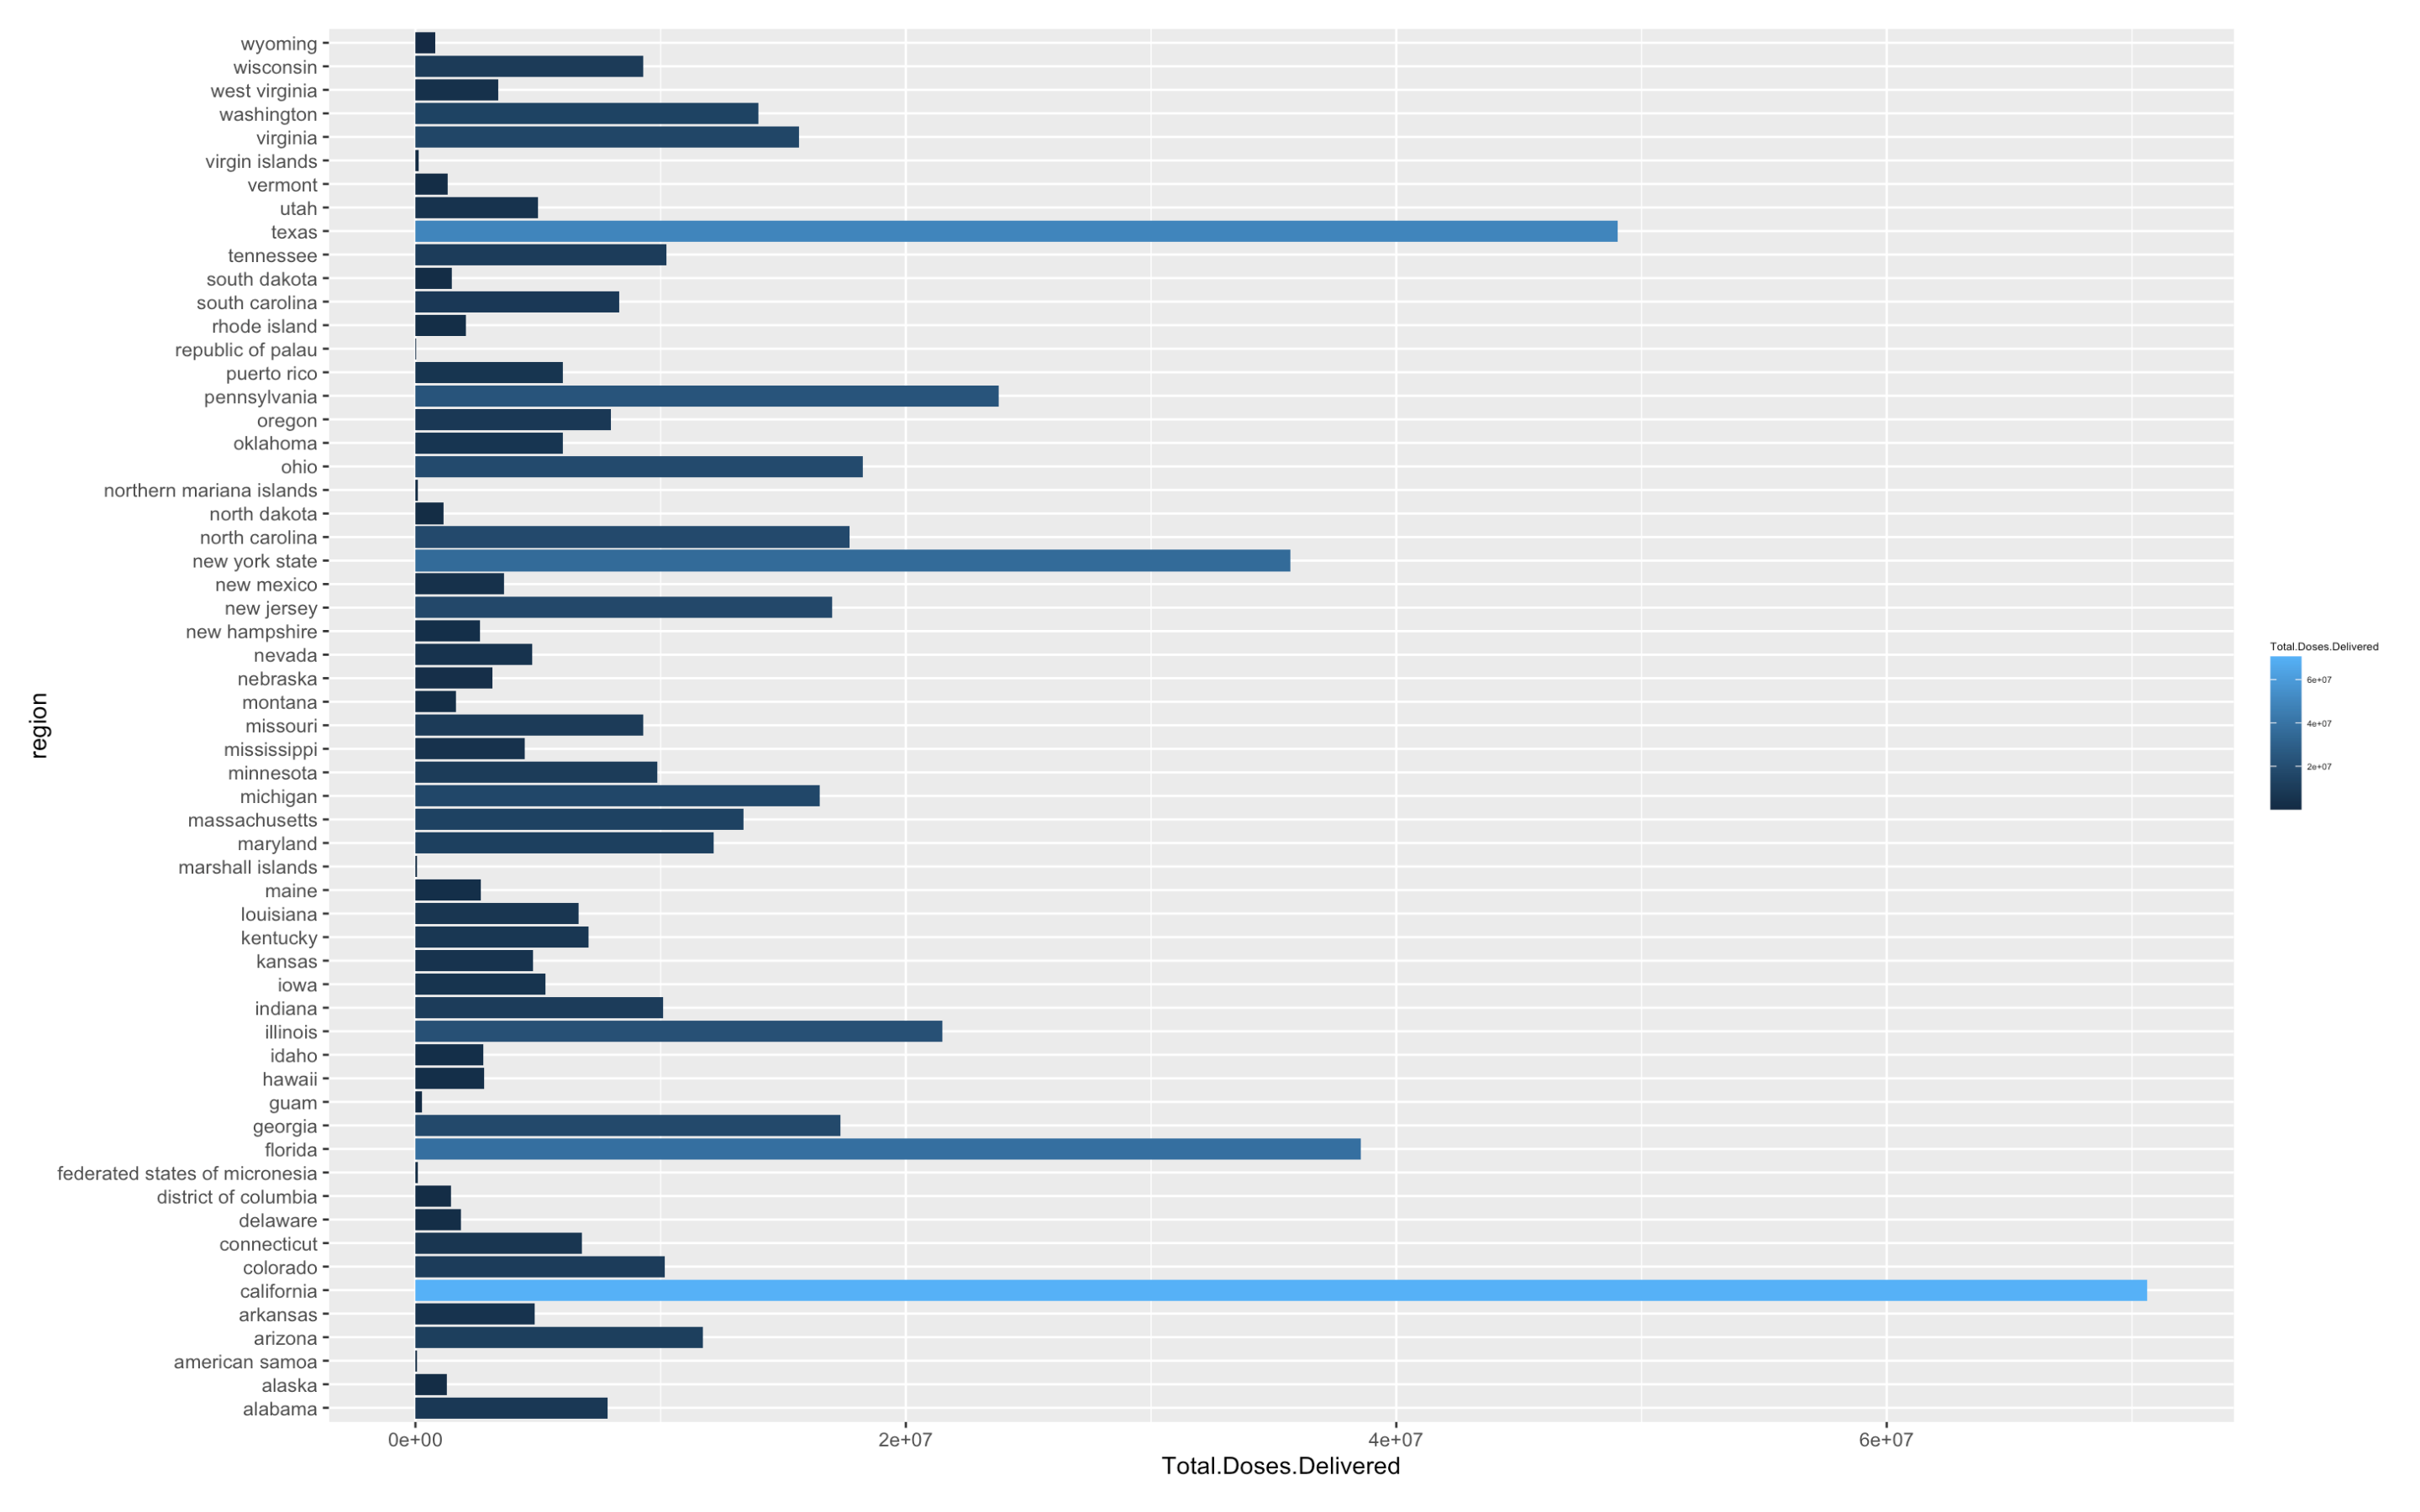 wyoming
wisconsin
west virginia
washington
virginia
virgin islands
vermont
utah
texas
tennessee
south dakota
south carolina
rhode island
republic of palau
puerto rico
pennsylvania
oregon
oklahoma
ohio
northern mariana islands
north dakota
north carolina
new york state
new mexico
new jersey
new hampshire
nevada
nebraska
montana
missouri
mississippi
minnesota
michigan
massachusetts
maryland
marshall islands
maine
louisiana
kentucky
kansas
iowa
indiana
illinois
idaho
hawaii
guam
georgia
florida
federated states of micronesia
district of columbia
delaware
connecticut
colorado
california
arkansas
arizona
american samoa
alaska
alabama
region
0e+00 2e+07 4e+07 6e+07
Total.Doses.Delivered
Total.Doses.Delivered
6e+07
4e+07
2e+07